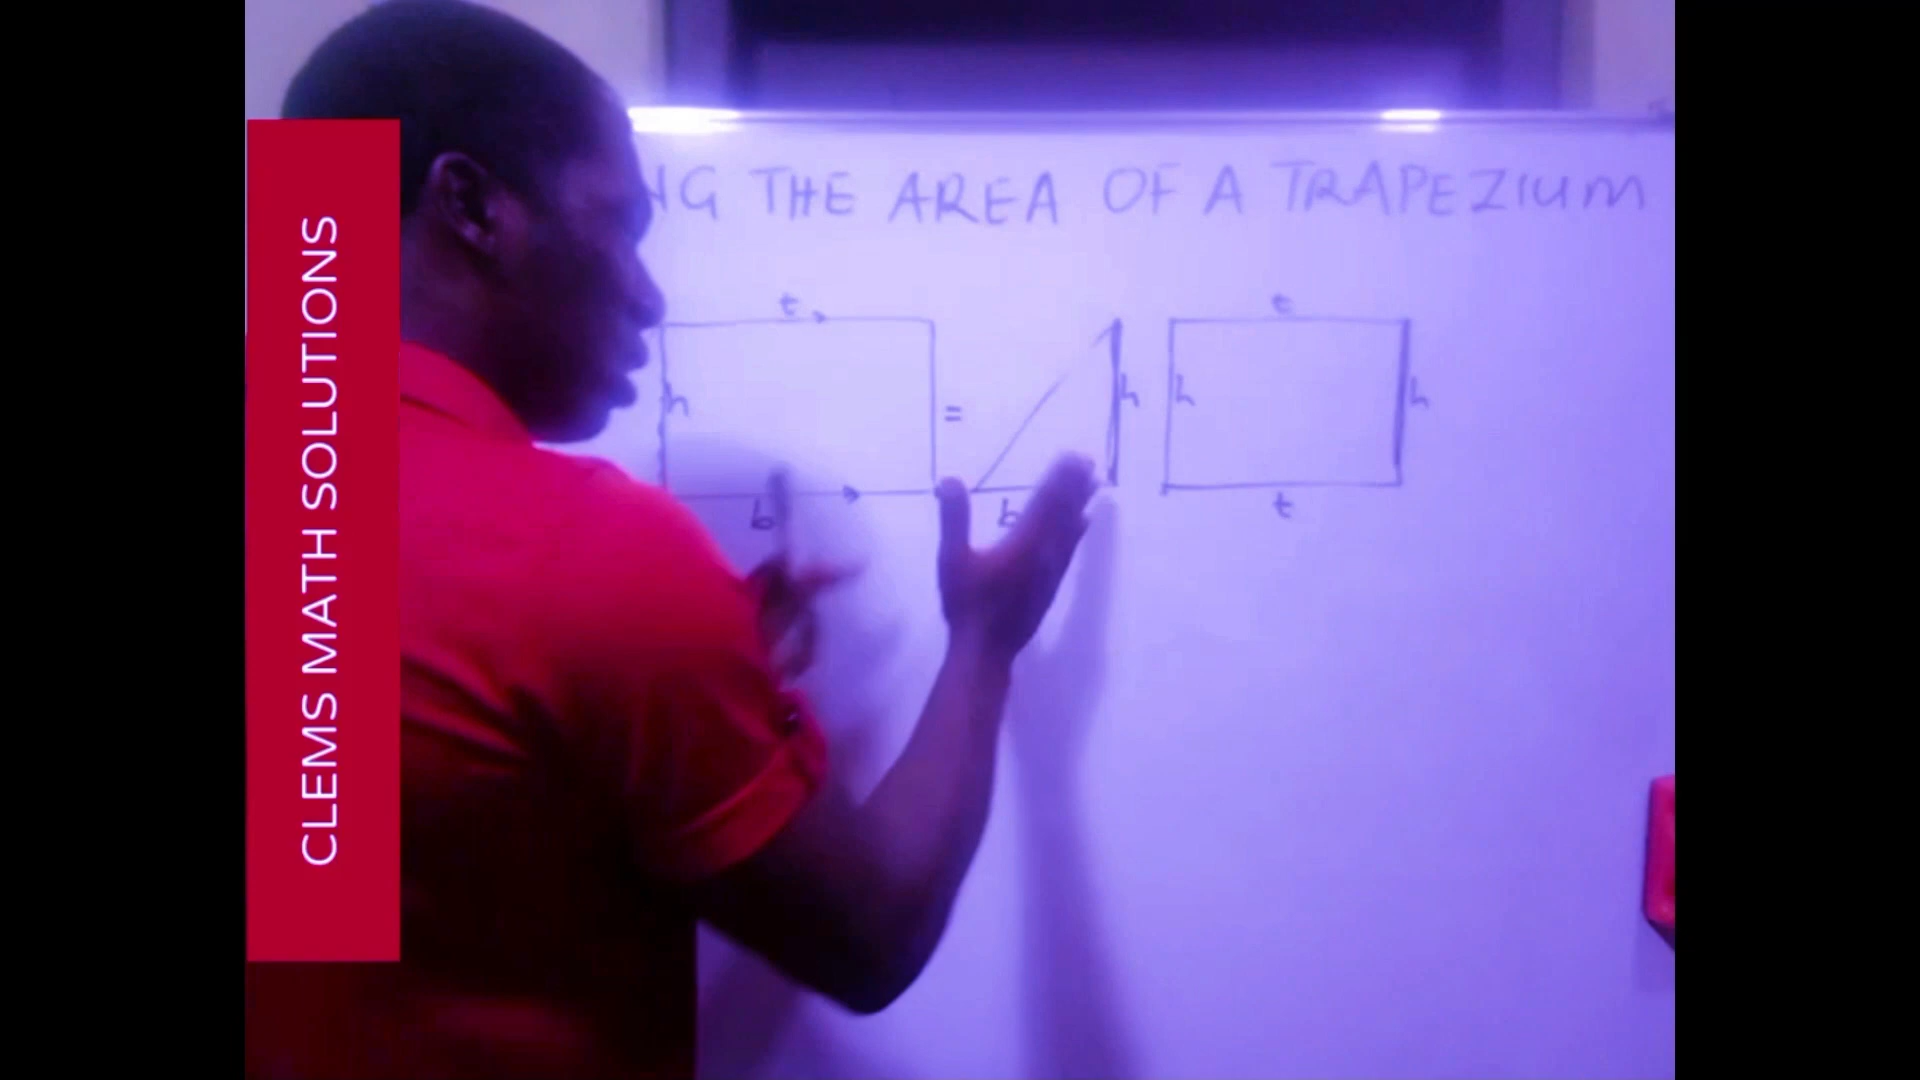 CLEMS MATH SOLUTIONS
NG THE AREA OF A TRAPEZIUM
t
t
h
=
h
h
h
b
b
t